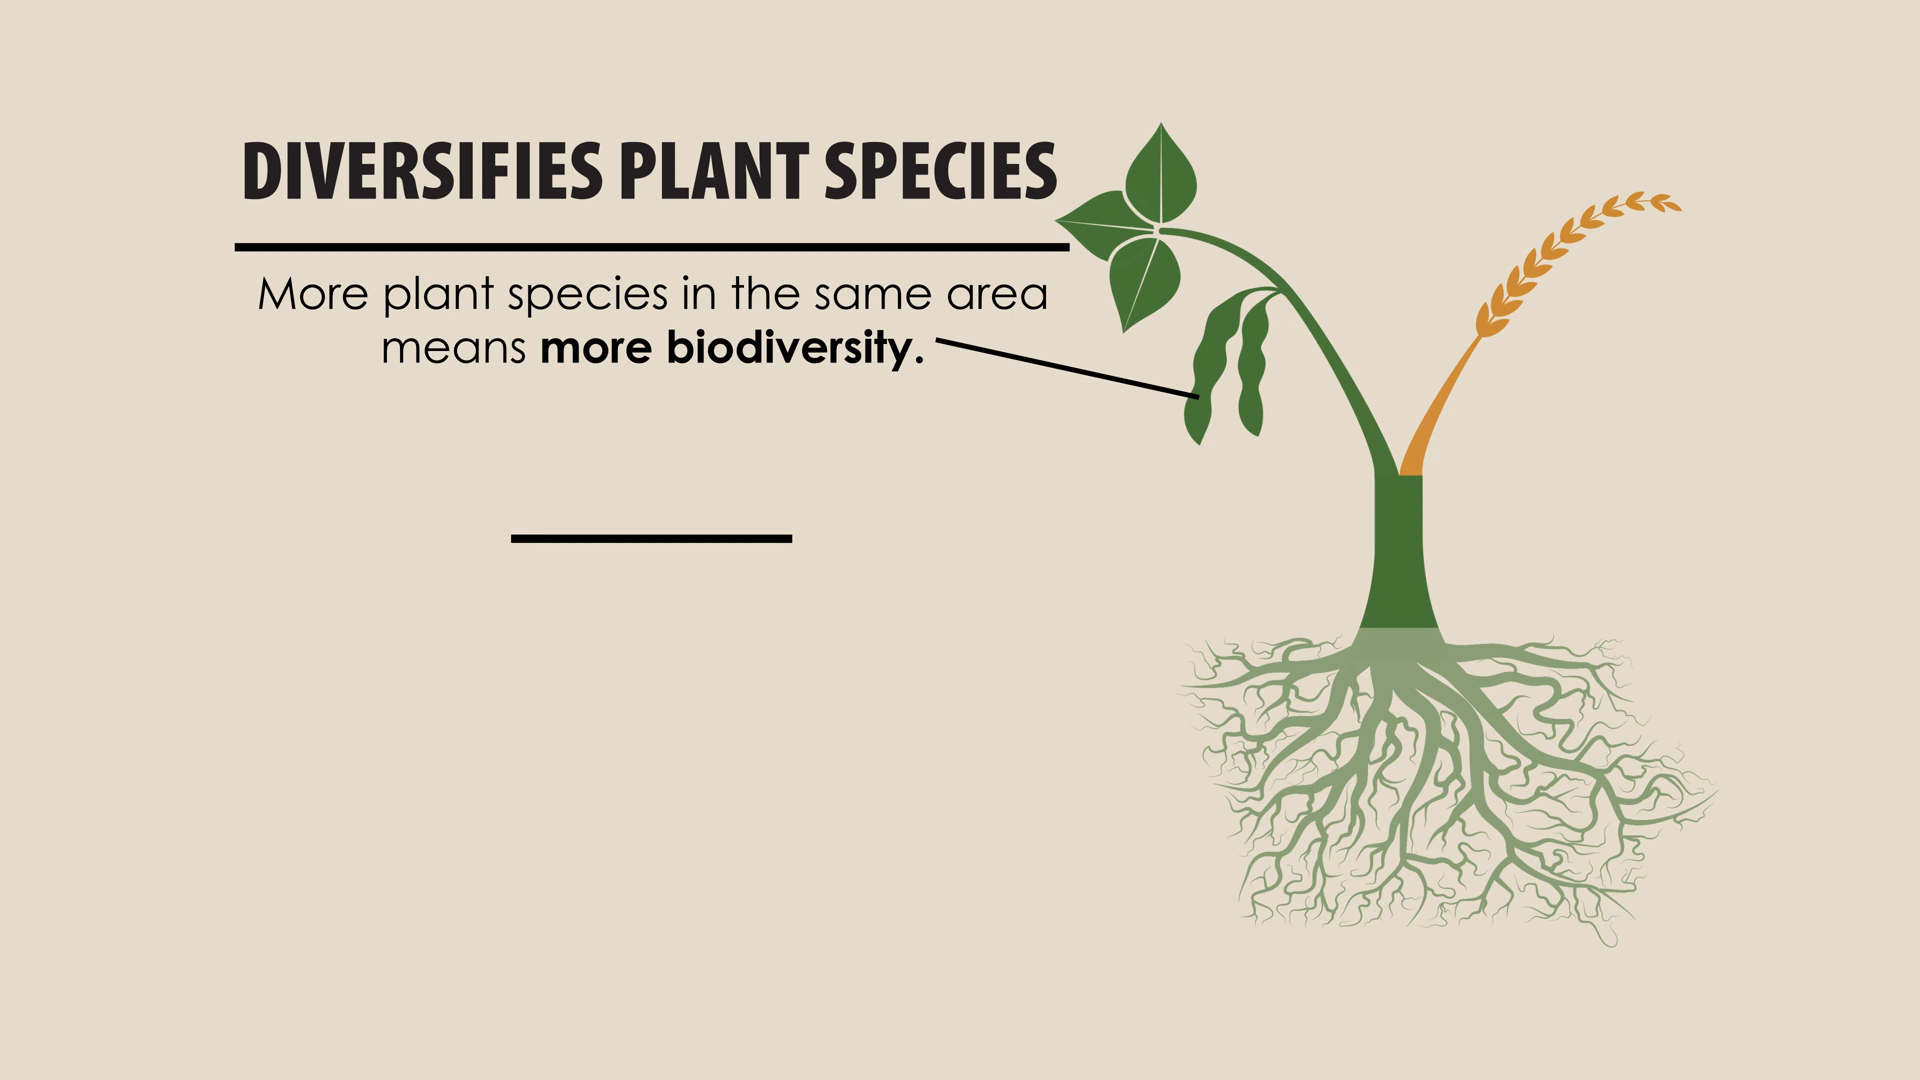 DIVERSIFIES PLANT SPECIES
More plant species in the same area
means more biodiversity.